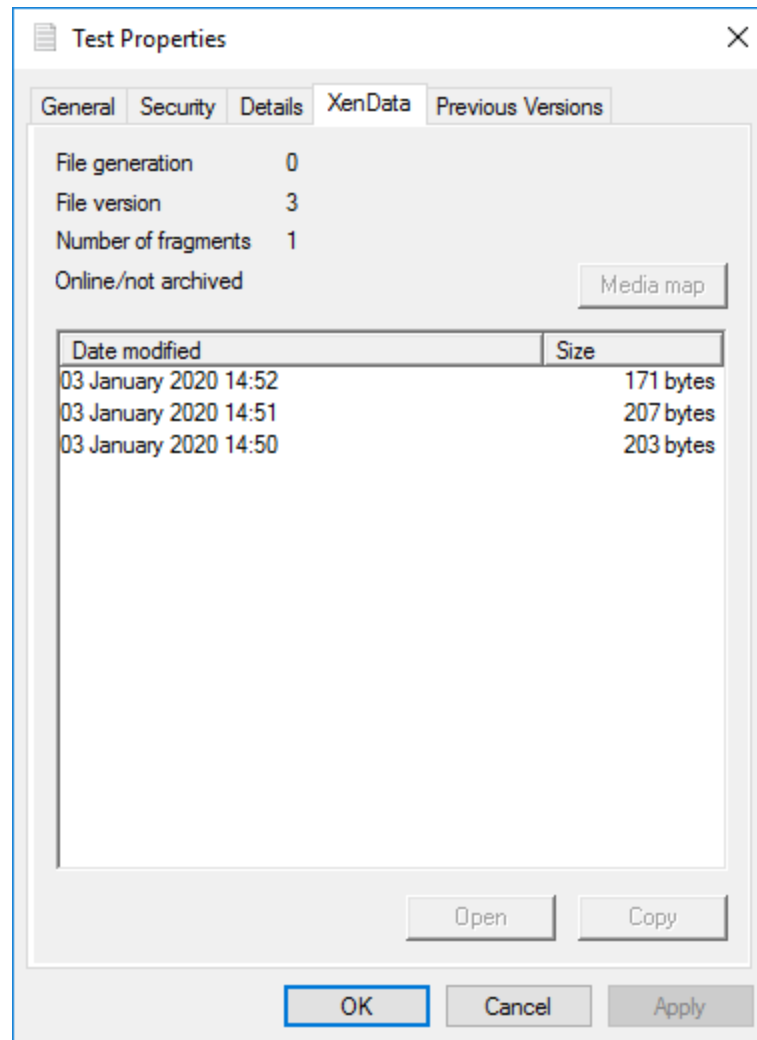 Test Properties
General Security Details XenData Previous Versions
File generation 0
File version 3
Number of fragments 1
Online/not archived
Media map
Date modified Size
03 January 2020 14:52 171 bytes
03 January 2020 14:51 207 bytes
03 January 2020 14:50 203 bytes
Open Copy
OK Cancel Apply